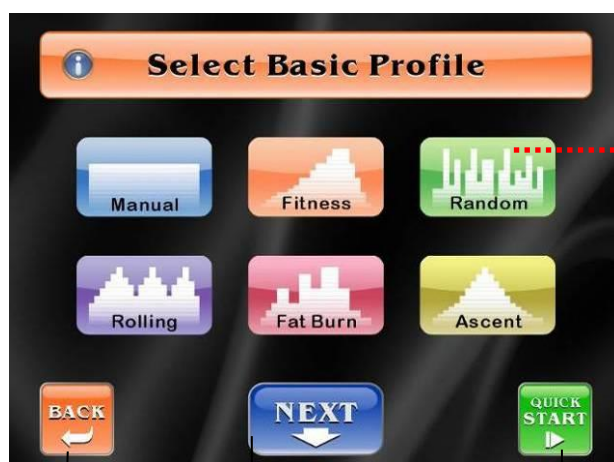 Select Basic Profile
Manual
Fitness
Random
Rolling
Fat Burn
Ascent
BACK
NEXT
QUICK
START